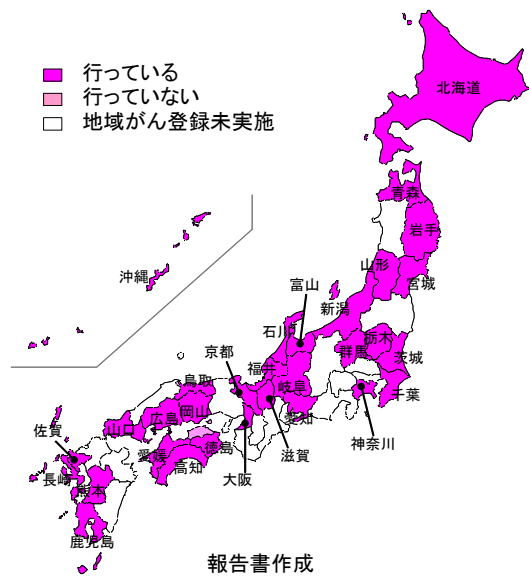 行っている
行っていない
地域がん登録未実施
北海道
青森
岩手
沖縄
山形
宮城
富山
新潟
石川
栃木
群馬
京都
福井
茨城
鳥取
岐阜
千葉
岡山
広島
愛知
山口
佐賀
徳島
神奈川
愛媛
滋賀
高知
大阪
長崎
熊本
鹿児島
報告書作成